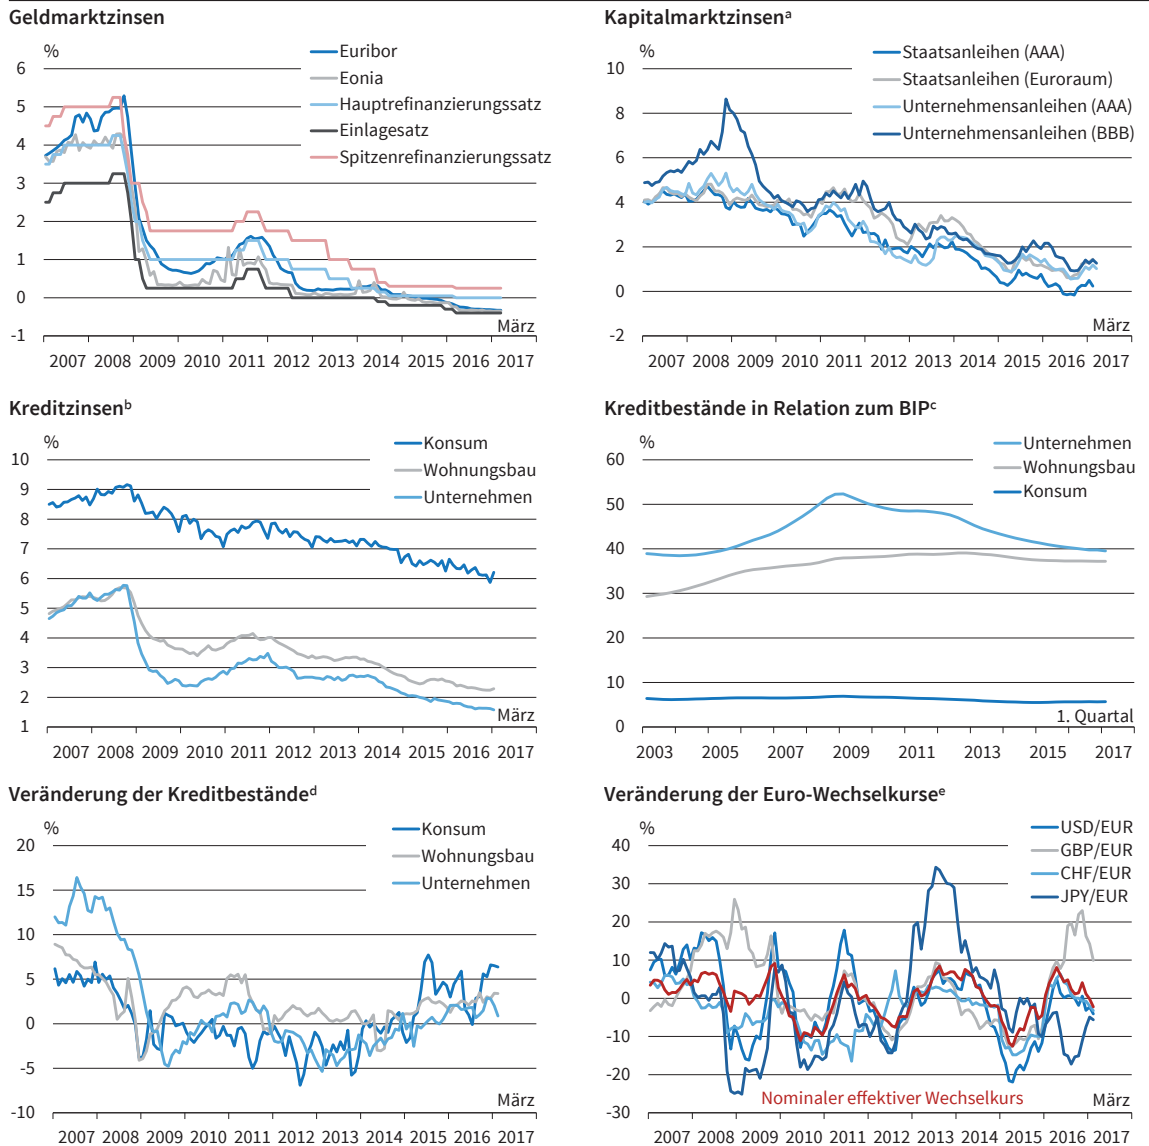 Geldmarktzinsen
%
Euribor
Eonia
Hauptrefinanzierungssatz
Einlagesatz
Spitzenrefinanzierungssatz
6
5
4
3
2
1
0
-1
März
2007 2008 2009 2010 2011 2012 2013 2014 2015 2016 2017
Kapitalmarktzinsenᵃ
%
Staatsanleihen (AAA)
Staatsanleihen (Euroraum)
Unternehmensanleihen (AAA)
Unternehmensanleihen (BBB)
10
8
6
4
2
0
-2
März
2007 2008 2009 2010 2011 2012 2013 2014 2015 2016 2017
Kreditzinsenᵇ
%
Konsum
Wohnungsbau
Unternehmen
10
9
8
7
6
5
4
3
2
1
März
2007 2008 2009 2010 2011 2012 2013 2014 2015 2016 2017
Kreditbestände in Relation zum BIPᶜ
%
Unternehmen
Wohnungsbau
Konsum
60
50
40
30
20
10
0
1. Quartal
2003 2005 2007 2009 2011 2013 2015 2017
Veränderung der Kreditbeständeᵈ
%
Konsum
Wohnungsbau
Unternehmen
20
15
10
5
0
-5
-10
März
2007 2008 2009 2010 2011 2012 2013 2014 2015 2016 2017
Veränderung der Euro-Wechselkurseᵉ
%
USD/EUR
GBP/EUR
CHF/EUR
JPY/EUR
40
30
20
10
0
-10
-20
-30
Nominaler effektiver Wechselkurs
März
2007 2008 2009 2010 2011 2012 2013 2014 2015 2016 2017